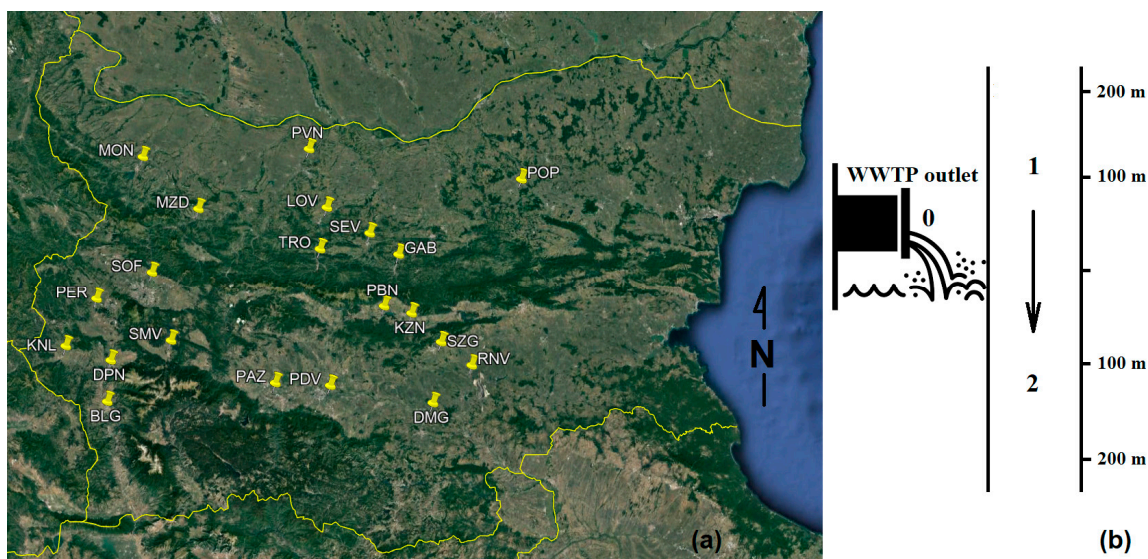 PVN
MON
POP
MZD
LOV
SEV
TRO
GAB
SOF
PER
PBN
KZN
SMV
KNL
SZG
RNV
DPN
PAZ
PDV
BLG
DMG
N
(a)
200 m
WWTP outlet
1
100 m
0
100 m
2
200 m
(b)